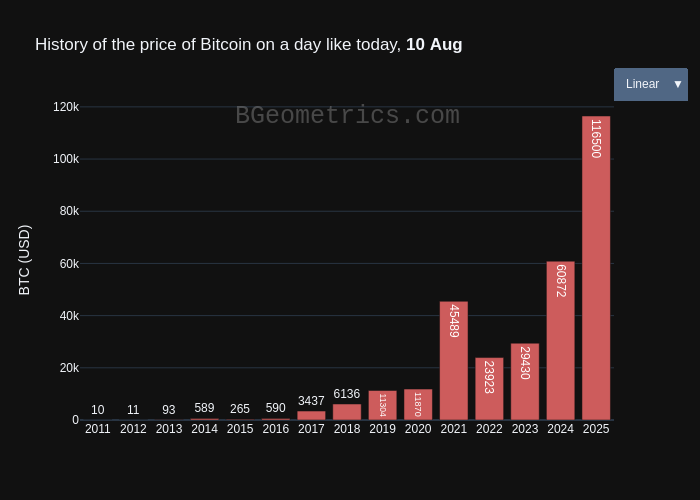 History of the price of Bitcoin on a day like today, 10 Aug
Linear ▼
BGeometrics.com
BTC (USD)
120k
100k
80k
60k
40k
20k
0
10 11 93 589 265 590 3437 6136 11304 11870 45489 23923 29430 60872 116500
2011 2012 2013 2014 2015 2016 2017 2018 2019 2020 2021 2022 2023 2024 2025